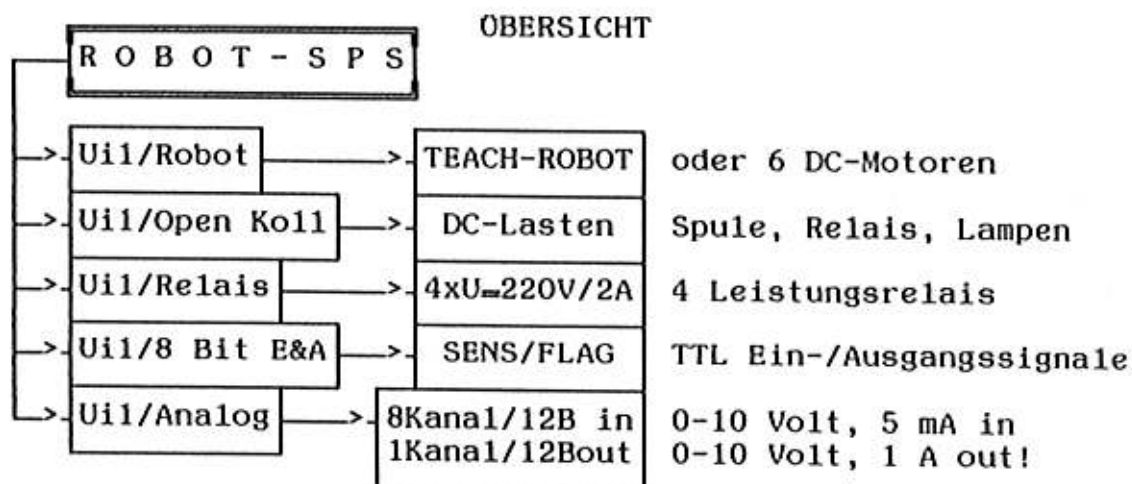 ÜBERSICHT
R O B O T - S P S
Ui1/Robot TEACH-ROBOT oder 6 DC-Motoren
Ui1/Open Koll DC-Lasten Spule, Relais, Lampen
Ui1/Relais 4xU=220V/2A 4 Leistungsrelais
Ui1/8 Bit E&A SENS/FLAG TTL Ein-/Ausgangssignale
Ui1/Analog 8Kanal/12B in 0-10 Volt, 5 mA in
1Kanal/12Bout 0-10 Volt, 1 A out!